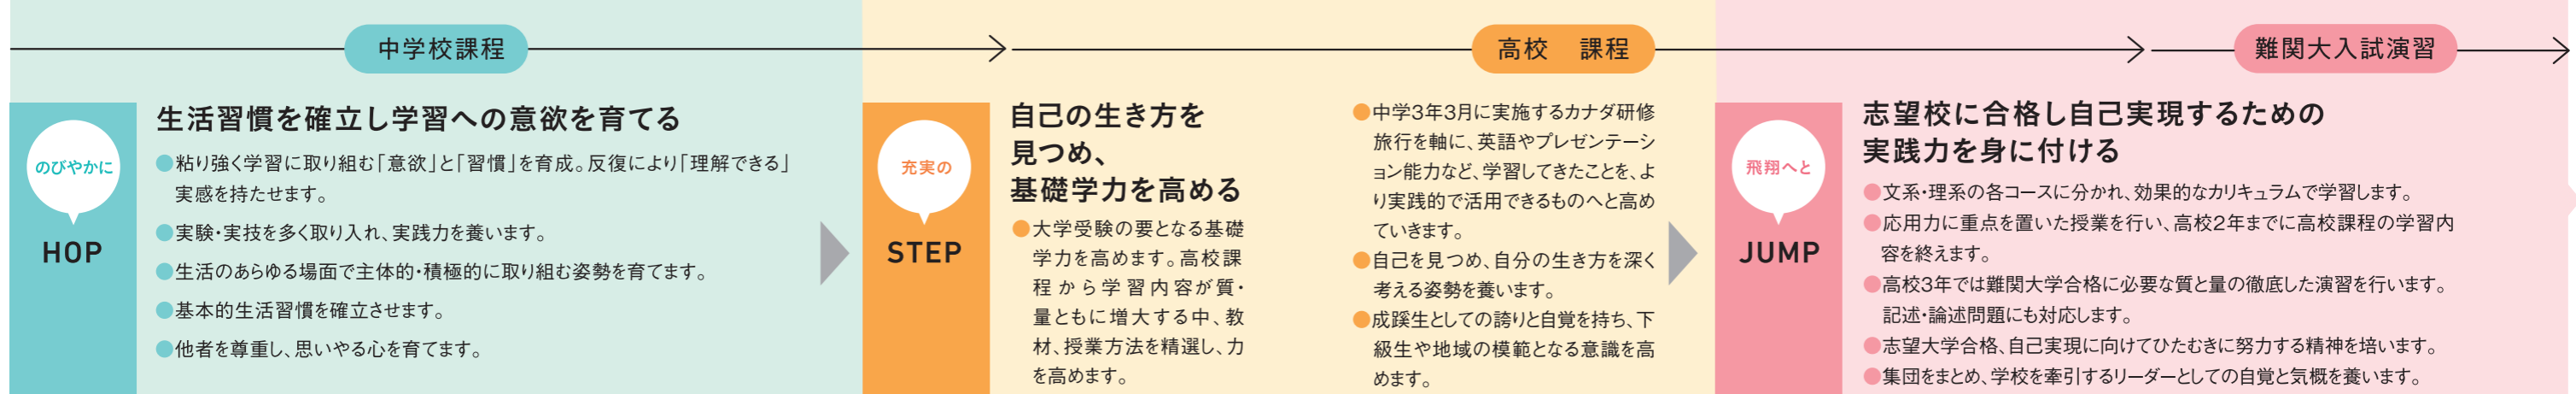 中学校課程
高校　課程
難関大入試演習
のびやかに
HOP
生活習慣を確立し学習への意欲を育てる
●粘り強く学習に取り組む「意欲」と「習慣」を育成。反復により「理解できる」
実感を持たせます。
●実験・実技を多く取り入れ、実践力を養います。
●生活のあらゆる場面で主体的・積極的に取り組む姿勢を育てます。
●基本的生活習慣を確立させます。
●他者を尊重し、思いやる心を育てます。
充実の
STEP
自己の生き方を
見つめ、
基礎学力を高める
●大学受験の要となる基礎
学力を高めます。高校課
程から学習内容が質・
量ともに増大する中、教
材、授業方法を精選し、力
を高めます。
●中学3年3月に実施するカナダ研修
旅行を軸に、英語やプレゼンテーシ
ョン能力など、学習してきたことを、よ
り実践的で活用できるものへと高め
ていきます。
●自己を見つめ、自分の生き方を深く
考える姿勢を養います。
●成蹊生としての誇りと自覚を持ち、下
級生や地域の模範となる意識を高
めます。
飛翔へと
JUMP
志望校に合格し自己実現するための
実践力を身に付ける
●文系・理系の各コースに分かれ、効果的なカリキュラムで学習します。
●応用力に重点を置いた授業を行い、高校2年までに高校課程の学習内
容を終えます。
●高校3年では難関大学合格に必要な質と量の徹底した演習を行います。
記述・論述問題にも対応します。
●志望大学合格、自己実現に向けてひたむきに努力する精神を培います。
●集団をまとめ、学校を牽引するリーダーとしての自覚と気概を養います。